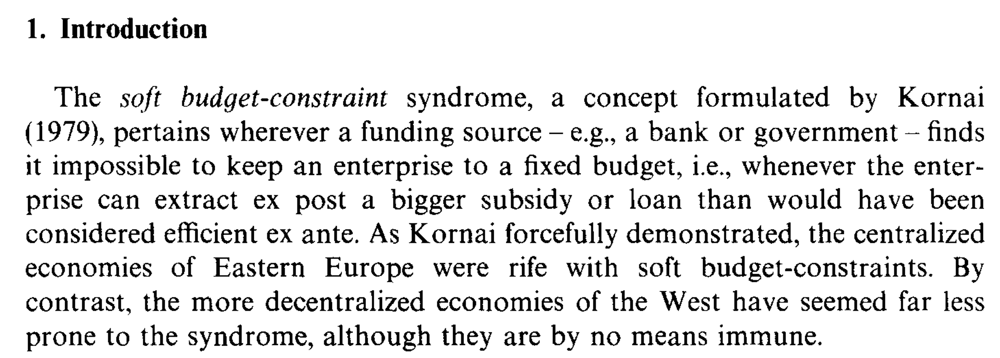 1. Introduction
The soft budget-constraint syndrome, a concept formulated by Kornai
(1979), pertains wherever a funding source – e.g., a bank or government – finds
it impossible to keep an enterprise to a fixed budget, i.e., whenever the enter-
prise can extract ex post a bigger subsidy or loan than would have been
considered efficient ex ante. As Kornai forcefully demonstrated, the centralized
economies of Eastern Europe were rife with soft budget-constraints. By
contrast, the more decentralized economies of the West have seemed far less
prone to the syndrome, although they are by no means immune.